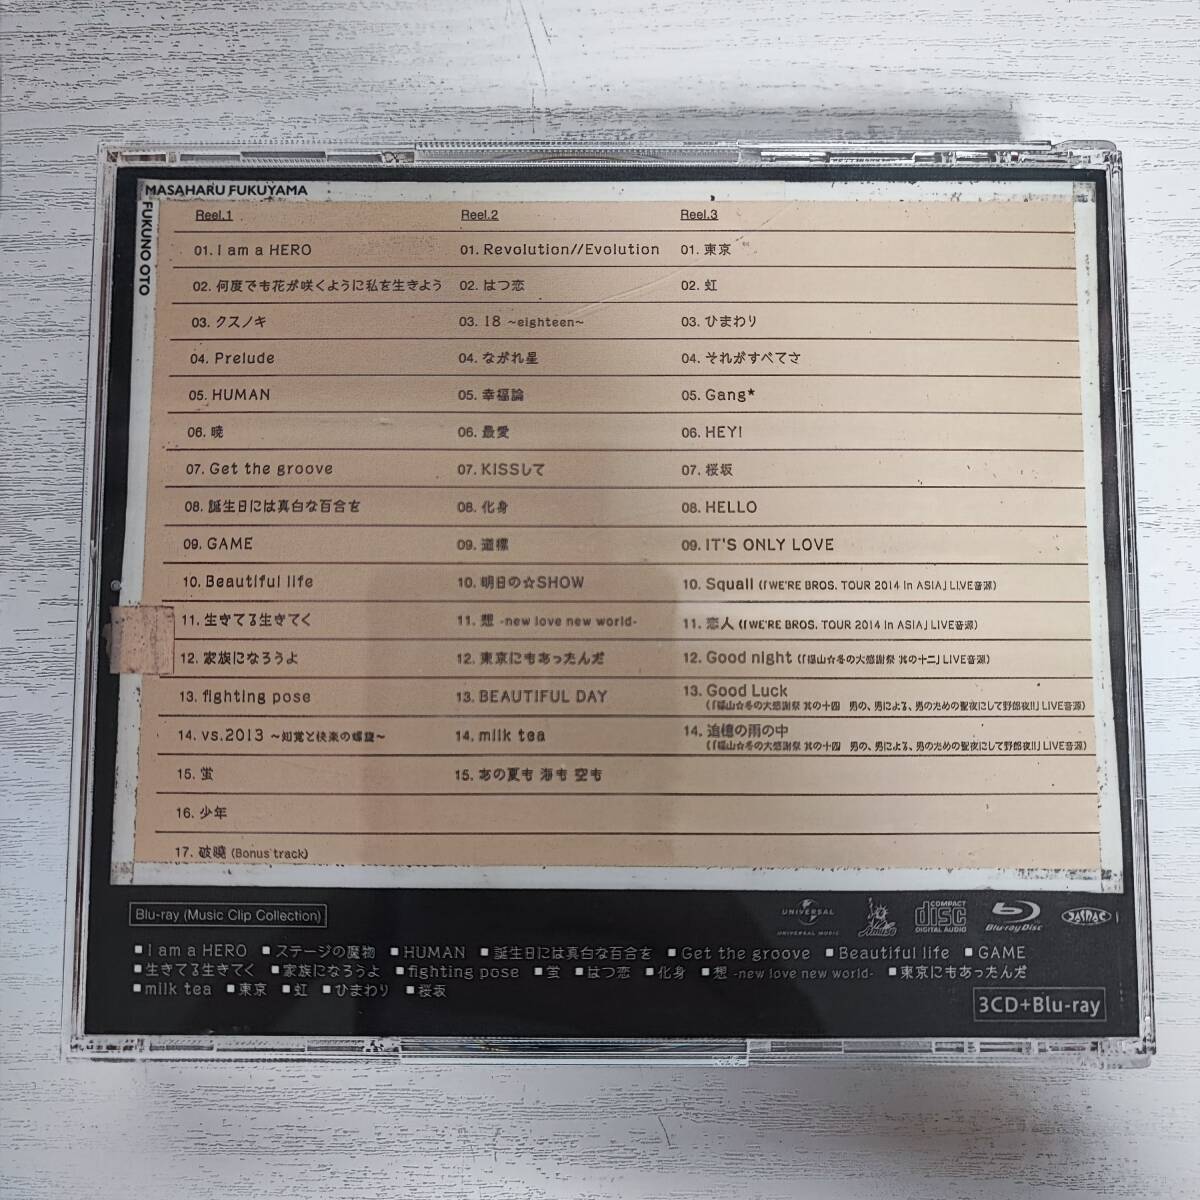 MASAHARU FUKUYAMA
FUKUNO OTO
Reel.1
01. I am a HERO
02. 何度でも花が咲くように私を生きよう
03. クスノキ
04. Prelude
05. HUMAN
06. 暁
07. Get the groove
08. 誕生日には真白な百合を
09. GAME
10. Beautiful life
11. 生きてる生きてく
12. 家族になろうよ
13. fighting pose
14. vs.2013 ~知覚と快楽の螺旋~
15. 蛍
16. 少年
17. 破曉 (Bonus track)
Reel.2
01. Revolution//Evolution
02. はつ恋
03. 18 ~eighteen~
04. ながれ星
05. 幸福論
06. 最愛
07. KISSして
08. 化身
09. 道標
10. 明日の☆SHOW
11. 想 -new love new world-
12. 東京にもあったんだ
13. BEAUTIFUL DAY
14. milk tea
15. あの夏も 海も 空も
Reel.3
01. 東京
02. 虹
03. ひまわり
04. それがすべてさ
05. Gang*
06. HEY!
07. 桜坂
08. HELLO
09. IT'S ONLY LOVE
10. Squall (「WE'RE BROS. TOUR 2014 in ASIA」LIVE音源)
11. 恋人 (「WE'RE BROS. TOUR 2014 in ASIA」LIVE音源)
12. Good night (「福山☆冬の大感謝祭 其の十二」LIVE音源)
13. Good Luck
(「福山☆冬の大感謝祭 其の十四 男の、男による、男のための聖夜にして野郎夜!!」LIVE音源)
14. 追憶の雨の中
(「福山☆冬の大感謝祭 其の十四 男の、男による、男のための聖夜にして野郎夜!!」LIVE音源)
Blu-ray (Music Clip Collection)
UNIVERSAL
UNIVERSAL MUSIC
Amuse
COMPACT
disc
DIGITAL AUDIO
Blu-ray Disc
JASRAC
■I am a HERO ■ステージの魔物 ■HUMAN ■誕生日には真白な百合を ■Get the groove ■Beautiful life ■GAME
■生きてる生きてく ■家族になろうよ ■fighting pose ■蛍 ■はつ恋 ■化身 ■想 -new love new world- ■東京にもあったんだ
■milk tea ■東京 ■虹 ■ひまわり ■桜坂
3CD+Blu-ray